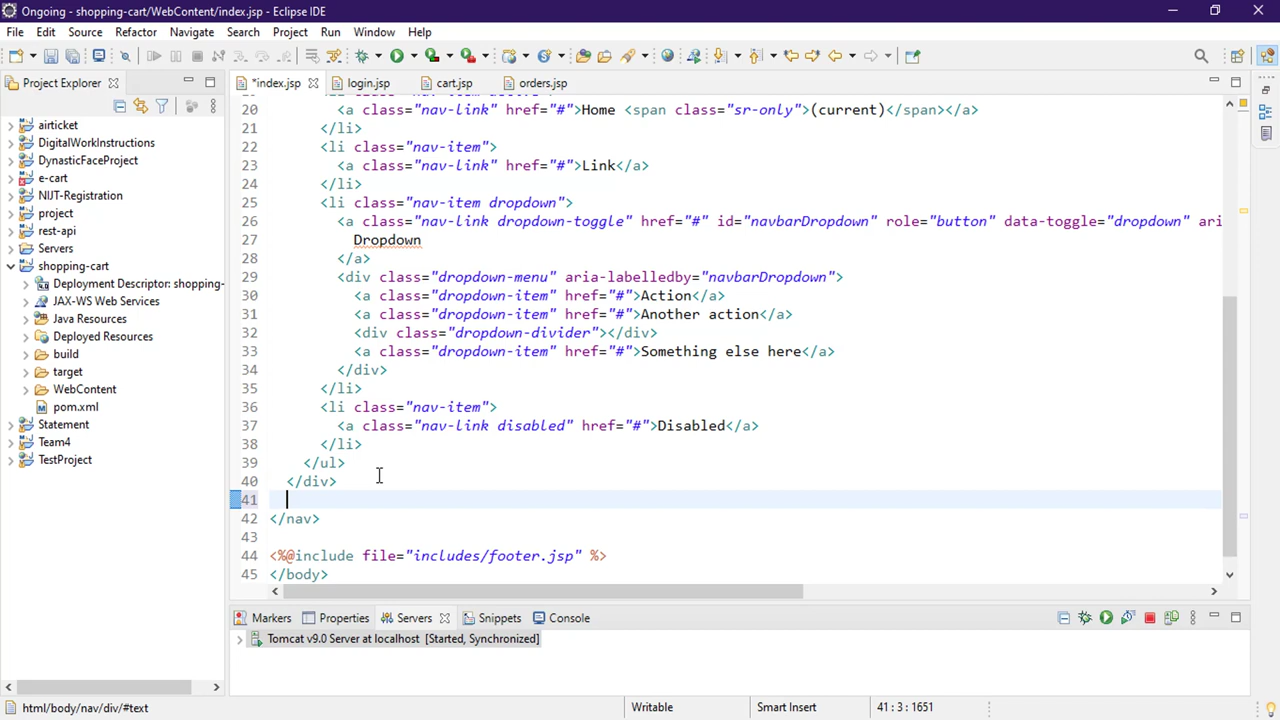 Ongoing - shopping-cart/WebContent/index.jsp - Eclipse IDE
File Edit Source Refactor Navigate Search Project Run Window Help
Project Explorer
*index.jsp login.jsp cart.jsp orders.jsp
airticket
DigitalWorkInstructions
DynasticFaceProject
e-cart
NIJT-Registration
project
rest-api
Servers
shopping-cart
Deployment Descriptor: shopping-
JAX-WS Web Services
Java Resources
Deployed Resources
build
target
WebContent
pom.xml
Statement
Team4
TestProject
20 <a class="nav-link" href="#">Home <span class="sr-only">(current)</span></a>
21 </li>
22 <li class="nav-item">
23 <a class="nav-link" href="#">Link</a>
24 </li>
25 <li class="nav-item dropdown">
26 <a class="nav-link dropdown-toggle" href="#" id="navbarDropdown" role="button" data-toggle="dropdown" ari
27 Dropdown
28 </a>
29 <div class="dropdown-menu" aria-labelledby="navbarDropdown">
30 <a class="dropdown-item" href="#">Action</a>
31 <a class="dropdown-item" href="#">Another action</a>
32 <div class="dropdown-divider"></div>
33 <a class="dropdown-item" href="#">Something else here</a>
34 </div>
35 </li>
36 <li class="nav-item">
37 <a class="nav-link disabled" href="#">Disabled</a>
38 </li>
39 </ul>
40 </div>
41
42 </nav>
43
44 <%@include file="includes/footer.jsp" %>
45 </body>
Markers Properties Servers Snippets Console
Tomcat v9.0 Server at localhost [Started, Synchronized]
html/body/nav/div/#text Writable Smart Insert 41 : 3 : 1651